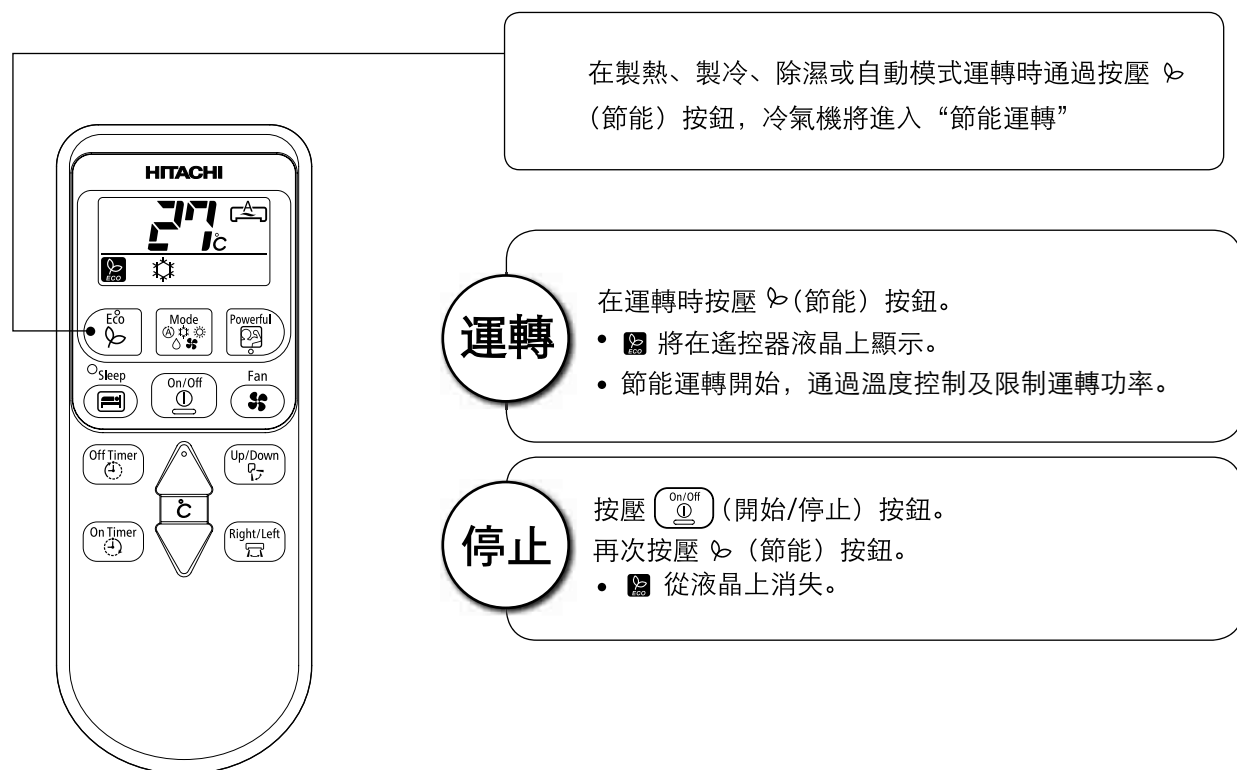 在製熱、製冷、除濕或自動模式運轉時通過按壓
(節能）按鈕，冷氣機將進入“節能運轉”
HITACHI
27°C
ECO
Eco
Mode
Powerful
A
Sleep
On/Off
Fan
Off Timer
Up/Down
°C
On Timer
Right/Left
運轉
在運轉時按壓 (節能）按鈕。
• ECO 將在遙控器液晶上顯示。
• 節能運轉開始，通過溫度控制及限制運轉功率。
停止
按壓 On/Off (開始/停止）按鈕。
再次按壓 （節能）按鈕。
• ECO 從液晶上消失。